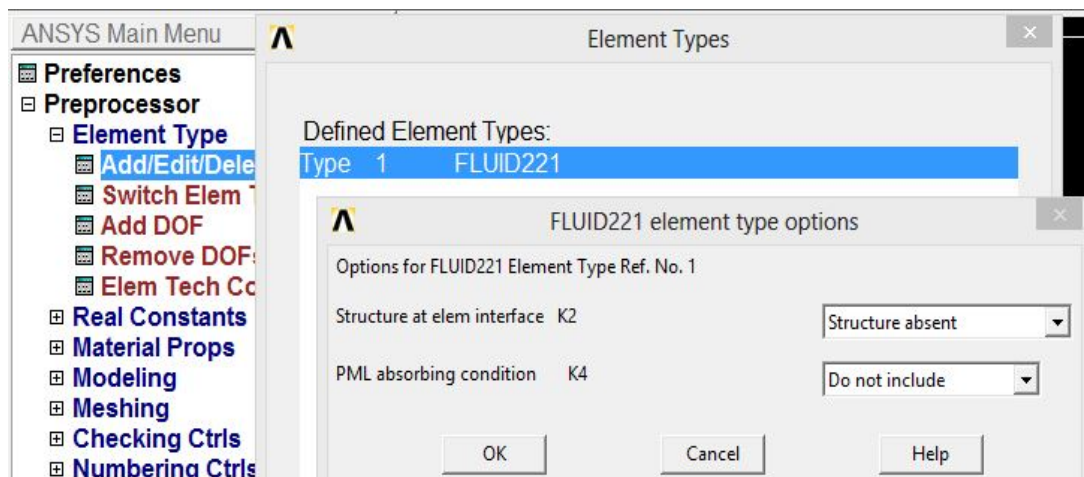 ANSYS Main Menu
Preferences
Preprocessor
Element Type
Add/Edit/Dele
Switch Elem T
Add DOF
Remove DOFs
Elem Tech Co
Real Constants
Material Props
Modeling
Meshing
Checking Ctrls
Numbering Ctrls
Element Types
Defined Element Types:
Type 1 FLUID221
FLUID221 element type options
Options for FLUID221 Element Type Ref. No. 1
Structure at elem interface K2 Structure absent
PML absorbing condition K4 Do not include
OK Cancel Help